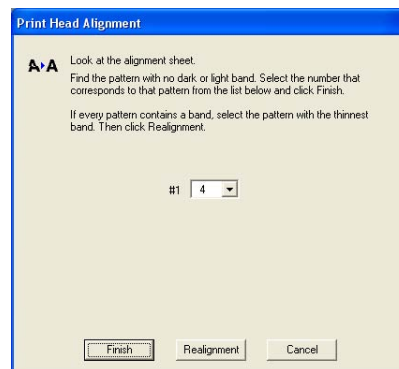 Print Head Alignment
A▸A
Look at the alignment sheet.
Find the pattern with no dark or light band. Select the number that
corresponds to that pattern from the list below and click Finish.
If every pattern contains a band, select the pattern with the thinnest
band. Then click Realignment.
#1 4
Finish Realignment Cancel